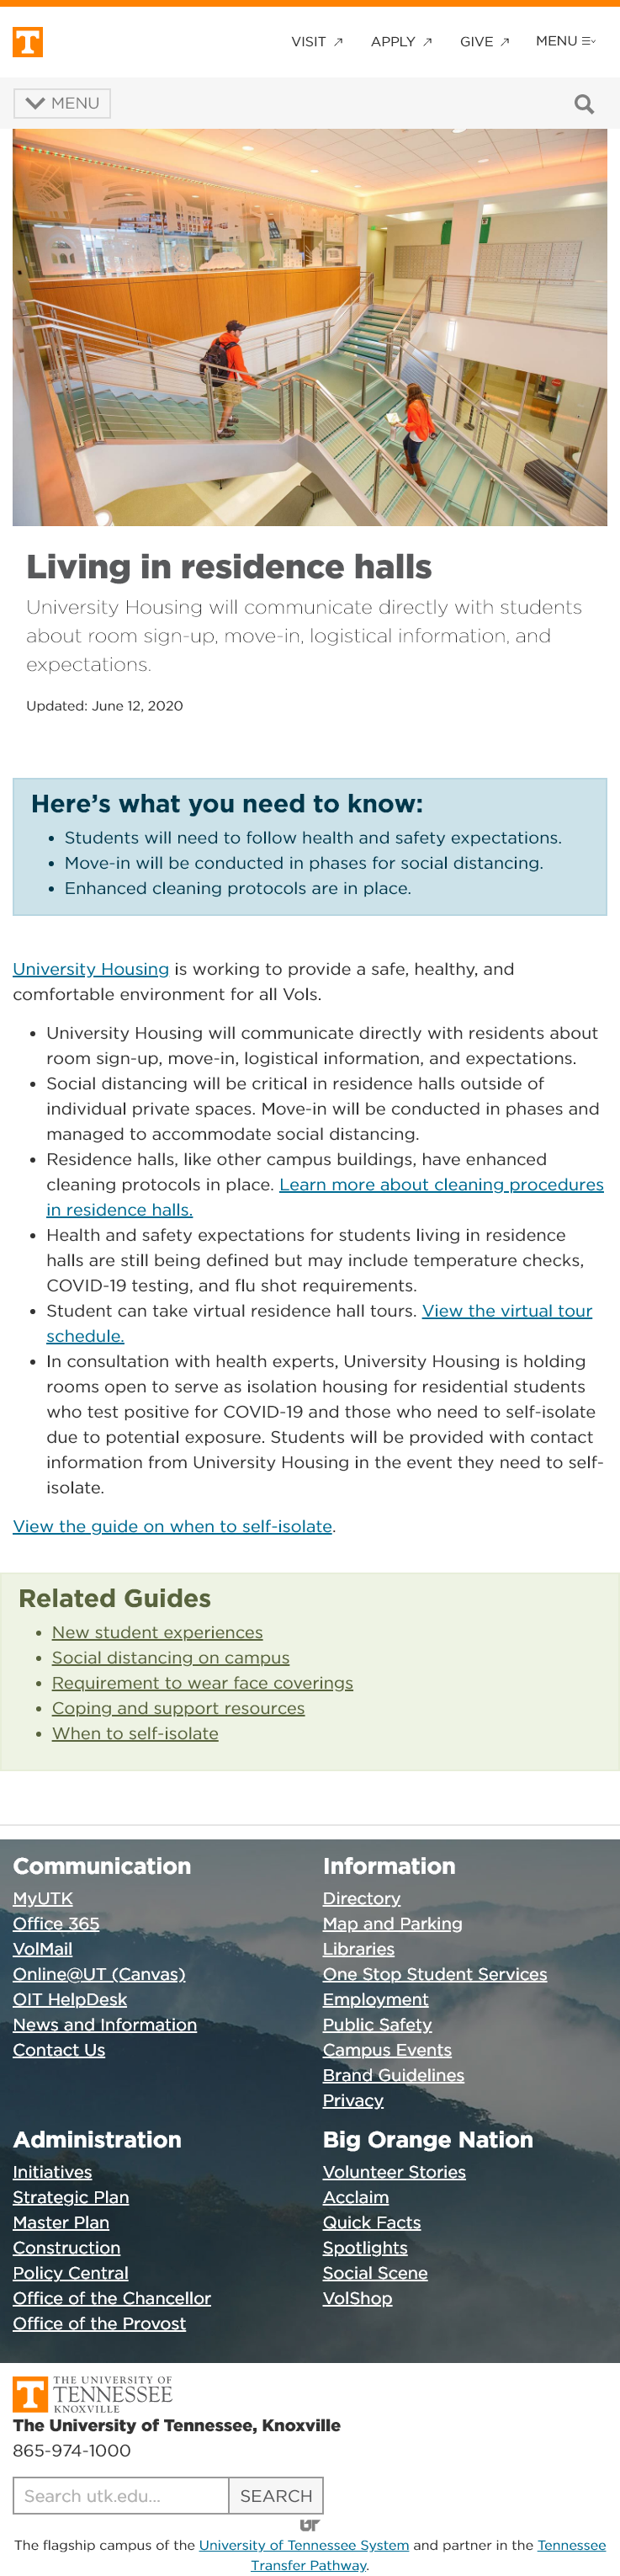 T
VISIT
APPLY
GIVE
MENU
MENU
Living in residence halls
University Housing will communicate directly with students
about room sign-up, move-in, logistical information, and
expectations.
Updated: June 12, 2020
Here’s what you need to know:
• Students will need to follow health and safety expectations.
• Move-in will be conducted in phases for social distancing.
• Enhanced cleaning protocols are in place.
University Housing is working to provide a safe, healthy, and
comfortable environment for all Vols.
• University Housing will communicate directly with residents about
room sign-up, move-in, logistical information, and expectations.
• Social distancing will be critical in residence halls outside of
individual private spaces. Move-in will be conducted in phases and
managed to accommodate social distancing.
• Residence halls, like other campus buildings, have enhanced
cleaning protocols in place. Learn more about cleaning procedures
in residence halls.
• Health and safety expectations for students living in residence
halls are still being defined but may include temperature checks,
COVID-19 testing, and flu shot requirements.
• Student can take virtual residence hall tours. View the virtual tour
schedule.
• In consultation with health experts, University Housing is holding
rooms open to serve as isolation housing for residential students
who test positive for COVID-19 and those who need to self-isolate
due to potential exposure. Students will be provided with contact
information from University Housing in the event they need to self-
isolate.
View the guide on when to self-isolate.
Related Guides
• New student experiences
• Social distancing on campus
• Requirement to wear face coverings
• Coping and support resources
• When to self-isolate
Communication
MyUTK
Office 365
VolMail
Online@UT (Canvas)
OIT HelpDesk
News and Information
Contact Us
Information
Directory
Map and Parking
Libraries
One Stop Student Services
Employment
Public Safety
Campus Events
Brand Guidelines
Privacy
Administration
Initiatives
Strategic Plan
Master Plan
Construction
Policy Central
Office of the Chancellor
Office of the Provost
Big Orange Nation
Volunteer Stories
Acclaim
Quick Facts
Spotlights
Social Scene
VolShop
T
THE UNIVERSITY OF
TENNESSEE
KNOXVILLE
The University of Tennessee, Knoxville
865-974-1000
Search utk.edu...
SEARCH
UT
The flagship campus of the University of Tennessee System and partner in the Tennessee
Transfer Pathway.